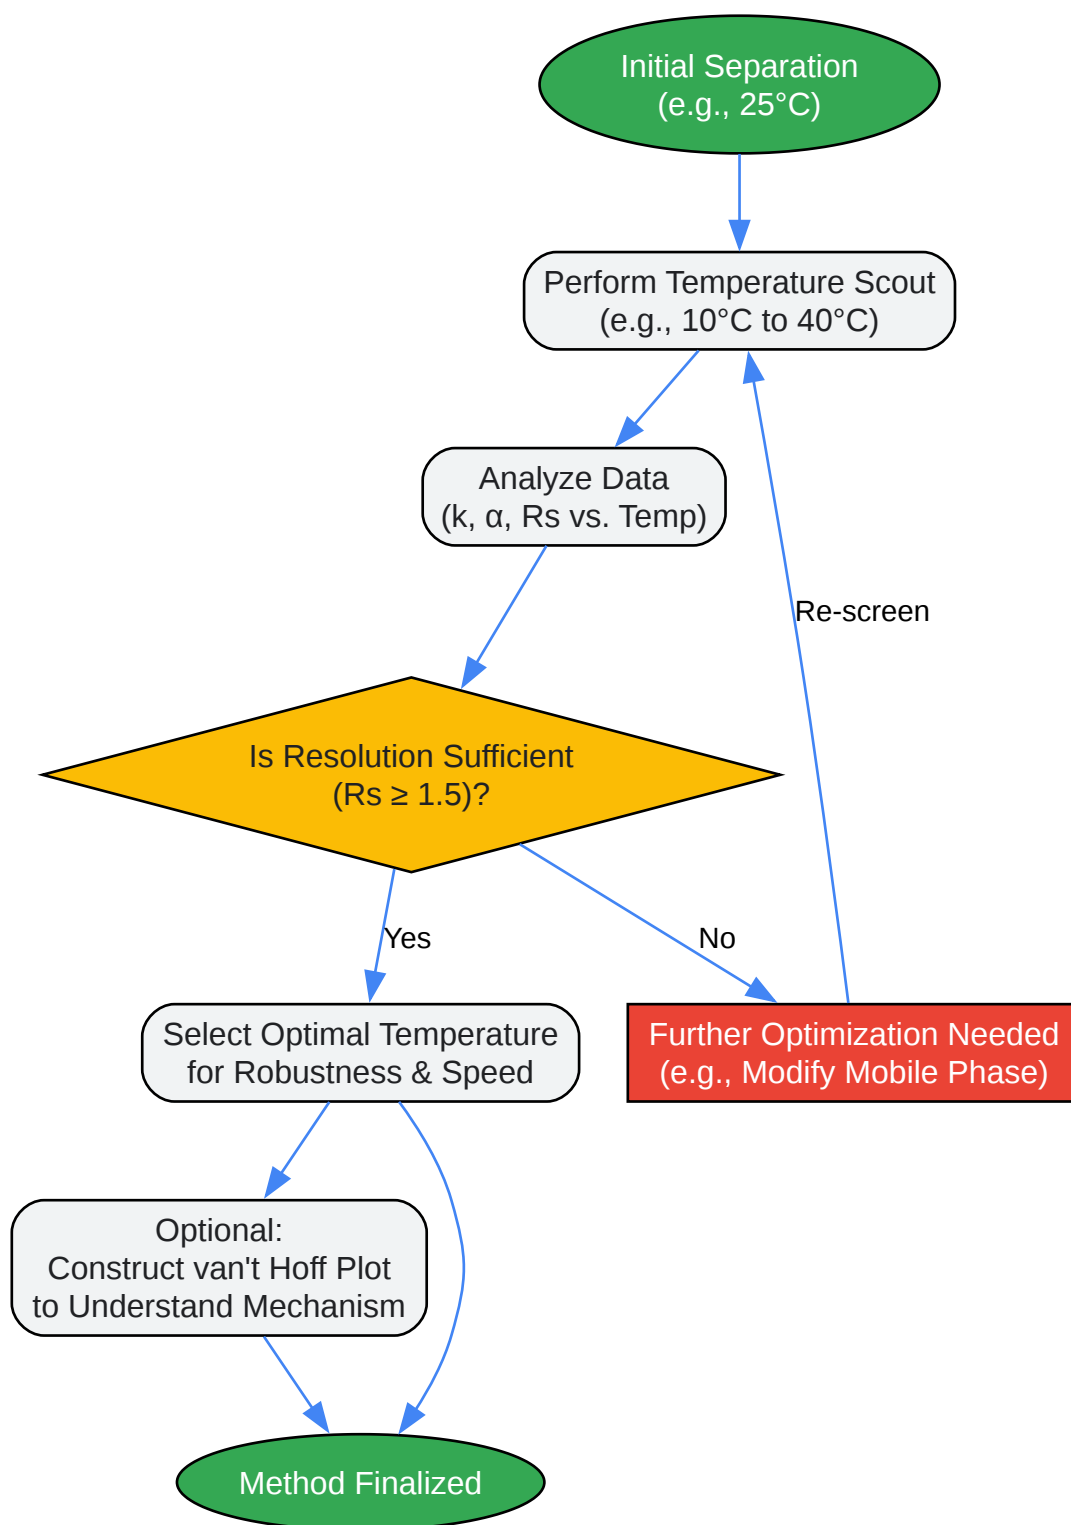 Initial Separation
(e.g., 25°C)
Perform Temperature Scout
(e.g., 10°C to 40°C)
Analyze Data
(k, α, Rs vs. Temp)
Re-screen
Is Resolution Sufficient
(Rs ≥ 1.5)?
Yes
No
Select Optimal Temperature
for Robustness & Speed
Further Optimization Needed
(e.g., Modify Mobile Phase)
Optional:
Construct van't Hoff Plot
to Understand Mechanism
Method Finalized